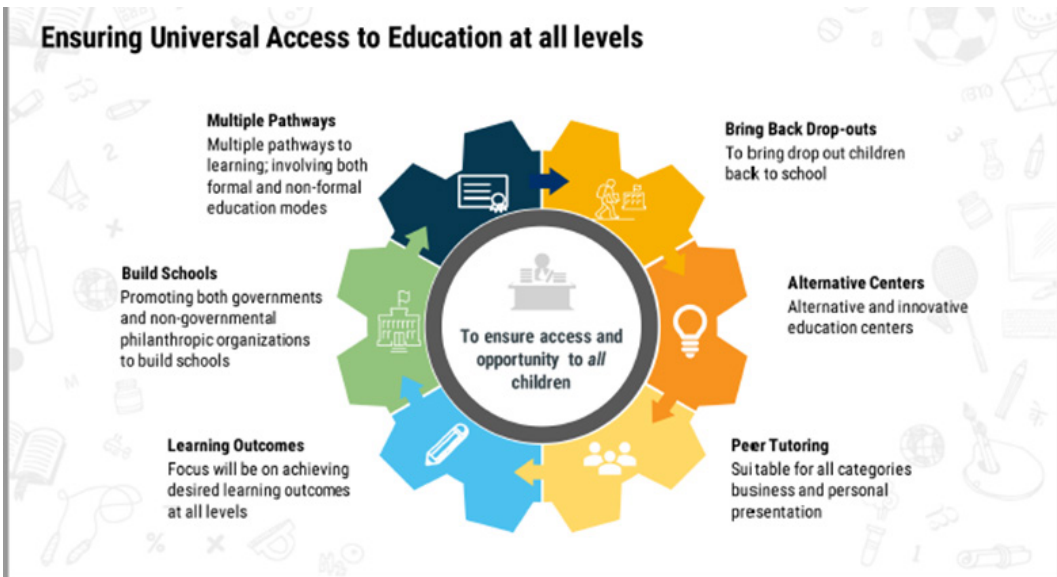 Ensuring Universal Access to Education at all levels
Multiple Pathways
Multiple pathways to
learning; involving both
formal and non-formal
education modes
Bring Back Drop-outs
To bring drop out children
back to school
Build Schools
Promoting both governments
and non-governmental
philanthropic organizations
to build schools
To ensure access and
opportunity to all
children
Alternative Centers
Alternative and innovative
education centers
Learning Outcomes
Focus will be on achieving
desired learning outcomes
at all levels
Peer Tutoring
Suitable for all categories
business and personal
presentation